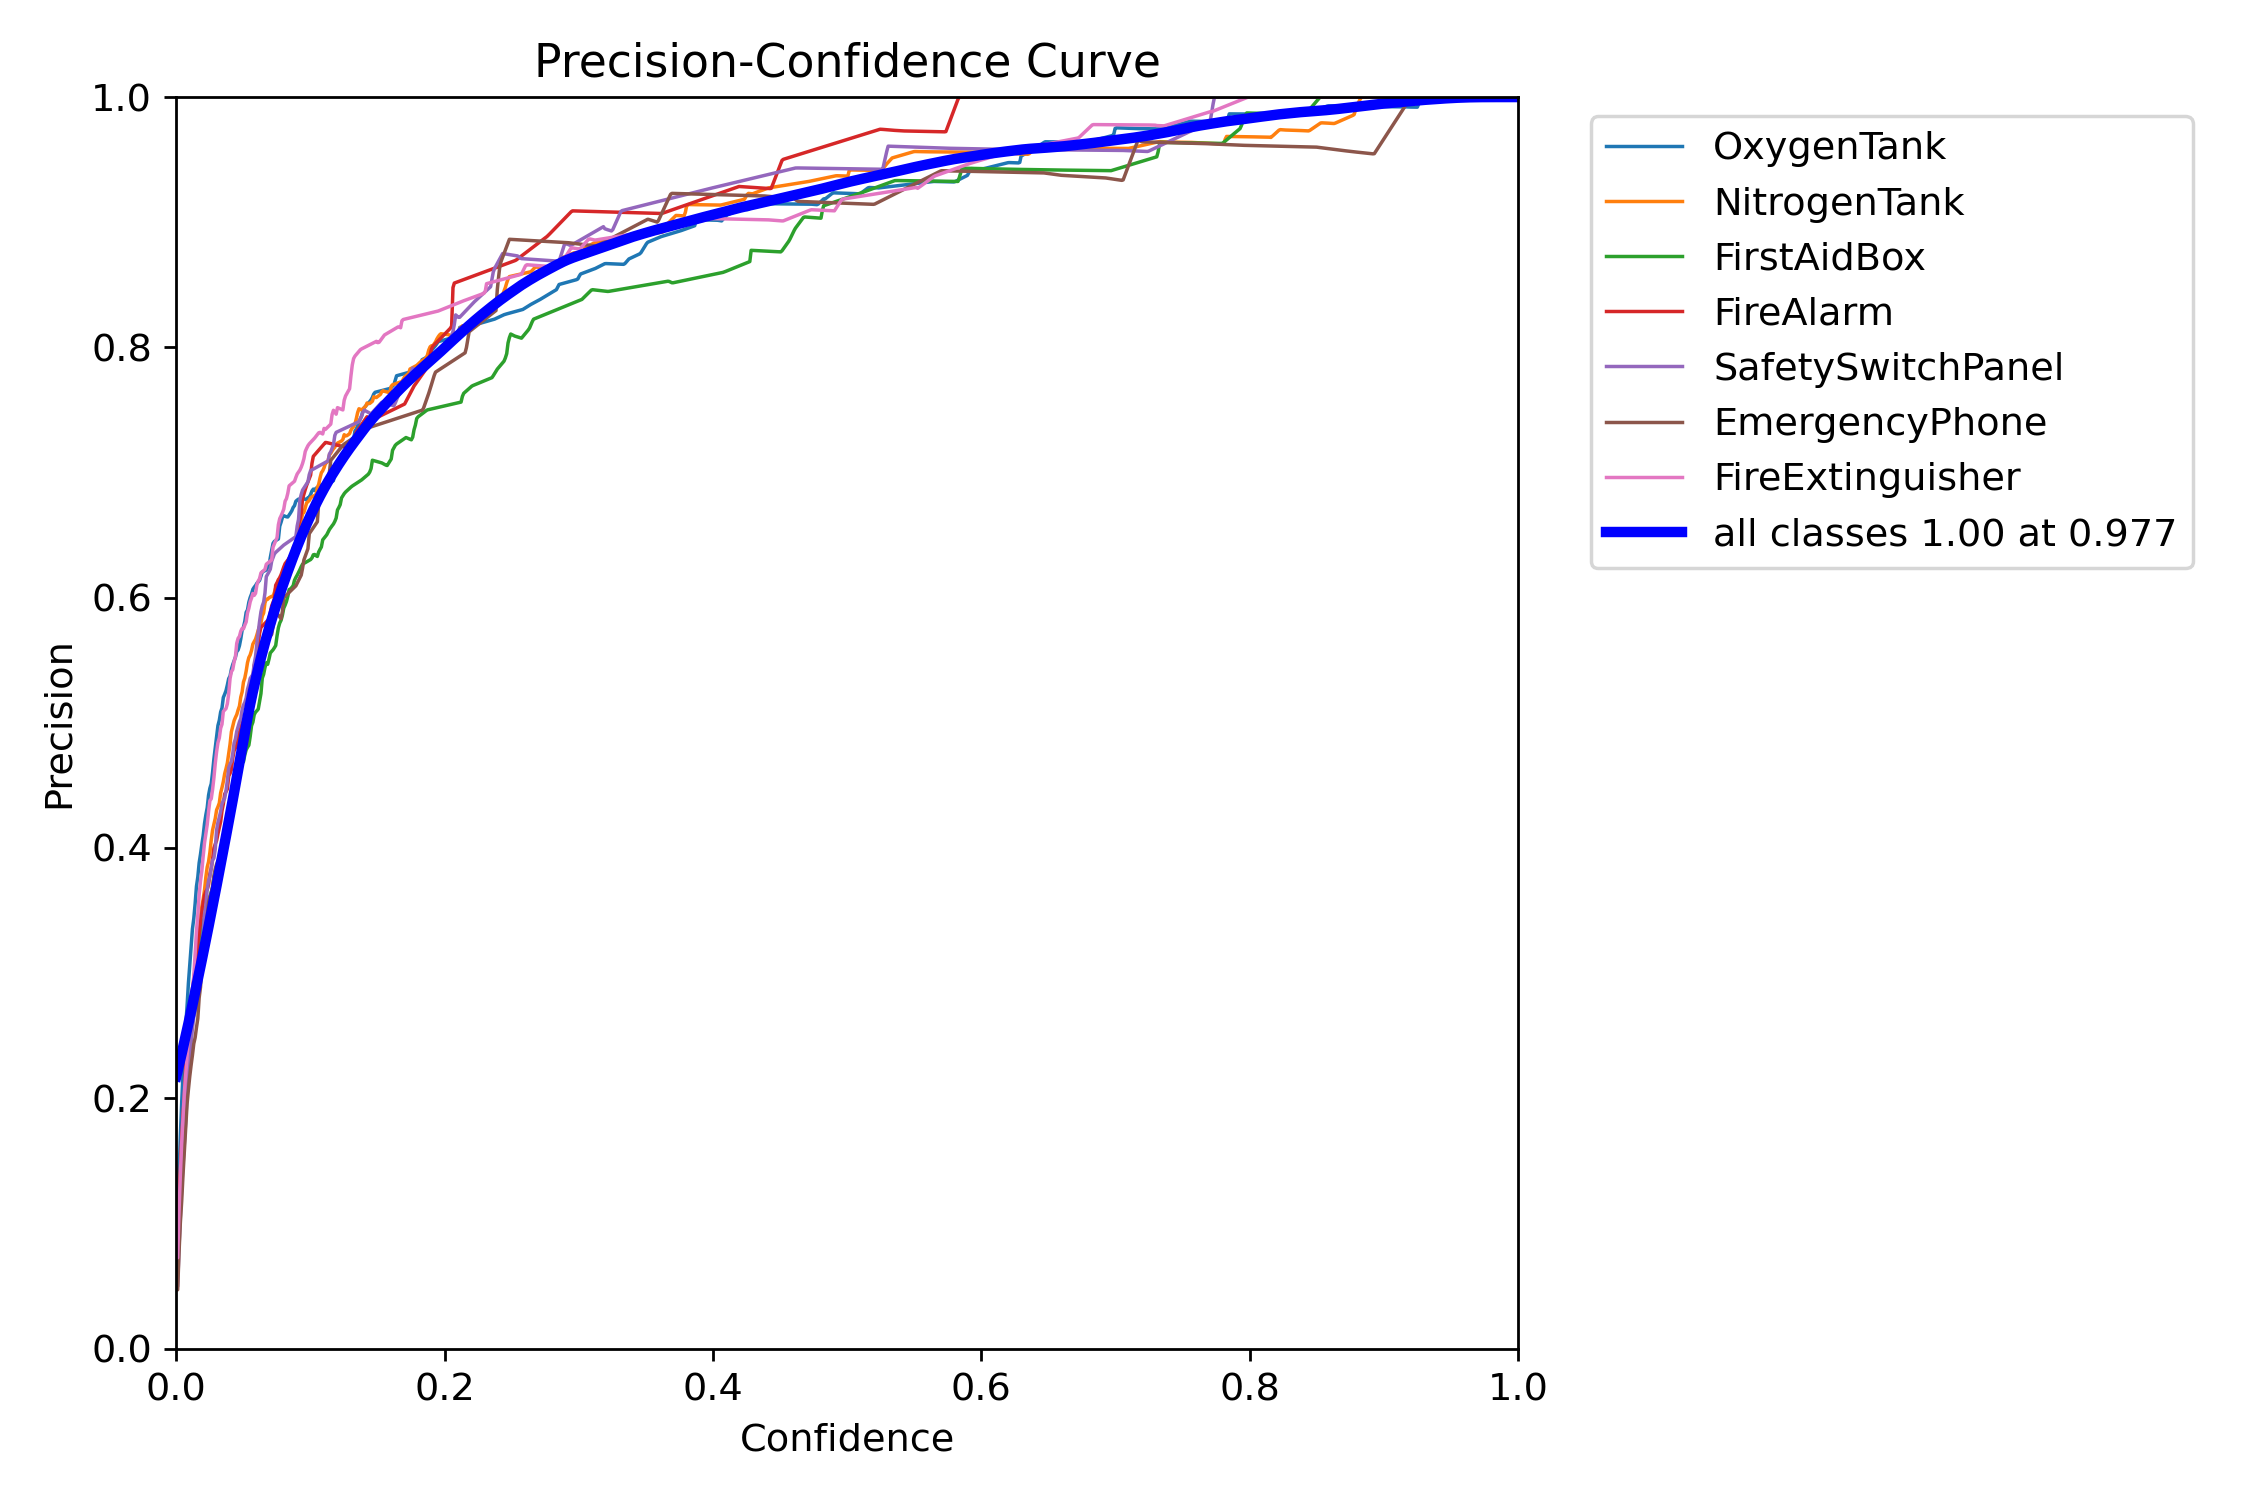 Precision-Confidence Curve
1.0
0.8
0.6
0.4
0.2
0.0
Precision
0.0 0.2 0.4 0.6 0.8 1.0
Confidence
OxygenTank
NitrogenTank
FirstAidBox
FireAlarm
SafetySwitchPanel
EmergencyPhone
FireExtinguisher
all classes 1.00 at 0.977